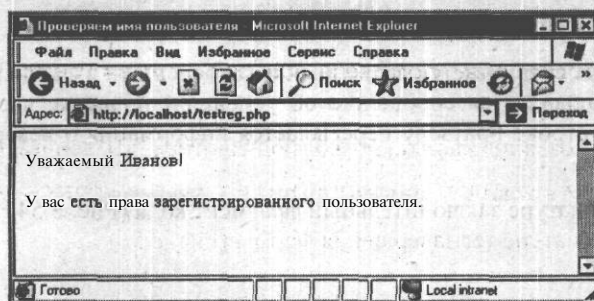 Проверяем имя пользователя - Microsoft Internet Explorer
Файл Правка Вид Избранное Сервис Справка
Назад Поиск Избранное »
Адрес: http://localhost/testreg.php Переход
Уважаемый Иванов!
У вас есть права зарегистрированного пользователя.
Готово Local intranet